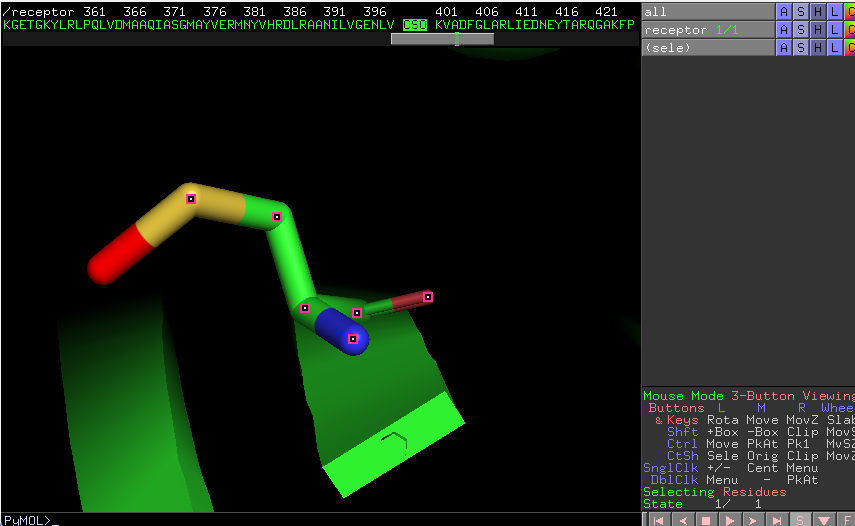 /receptor 361 366 371 376 381 386 391 396 401 406 411 416 421
KGETGKYLRLPQLVDMAAQIASGMAYVERMNYVHRDLRAANILVGENLV CSO KVADFGLARLIEDNEYTARQGAKFP
all A S H L C
receptor 1/1 A S H L C
(sele) A S H L C
Mouse Mode 3-Button Viewing
Buttons L M R Whee
& Keys Rota Move MovZ Slab
Shft +Box -Box Clip MovS
Ctrl Move PkAt Pk1 MvSZ
CtSh Sele Orig Clip MovZ
SnglClk +/- Cent Menu
DblClk Menu - PkAt
Selecting Residues
State 1/ 1
S F
PyMOL>_